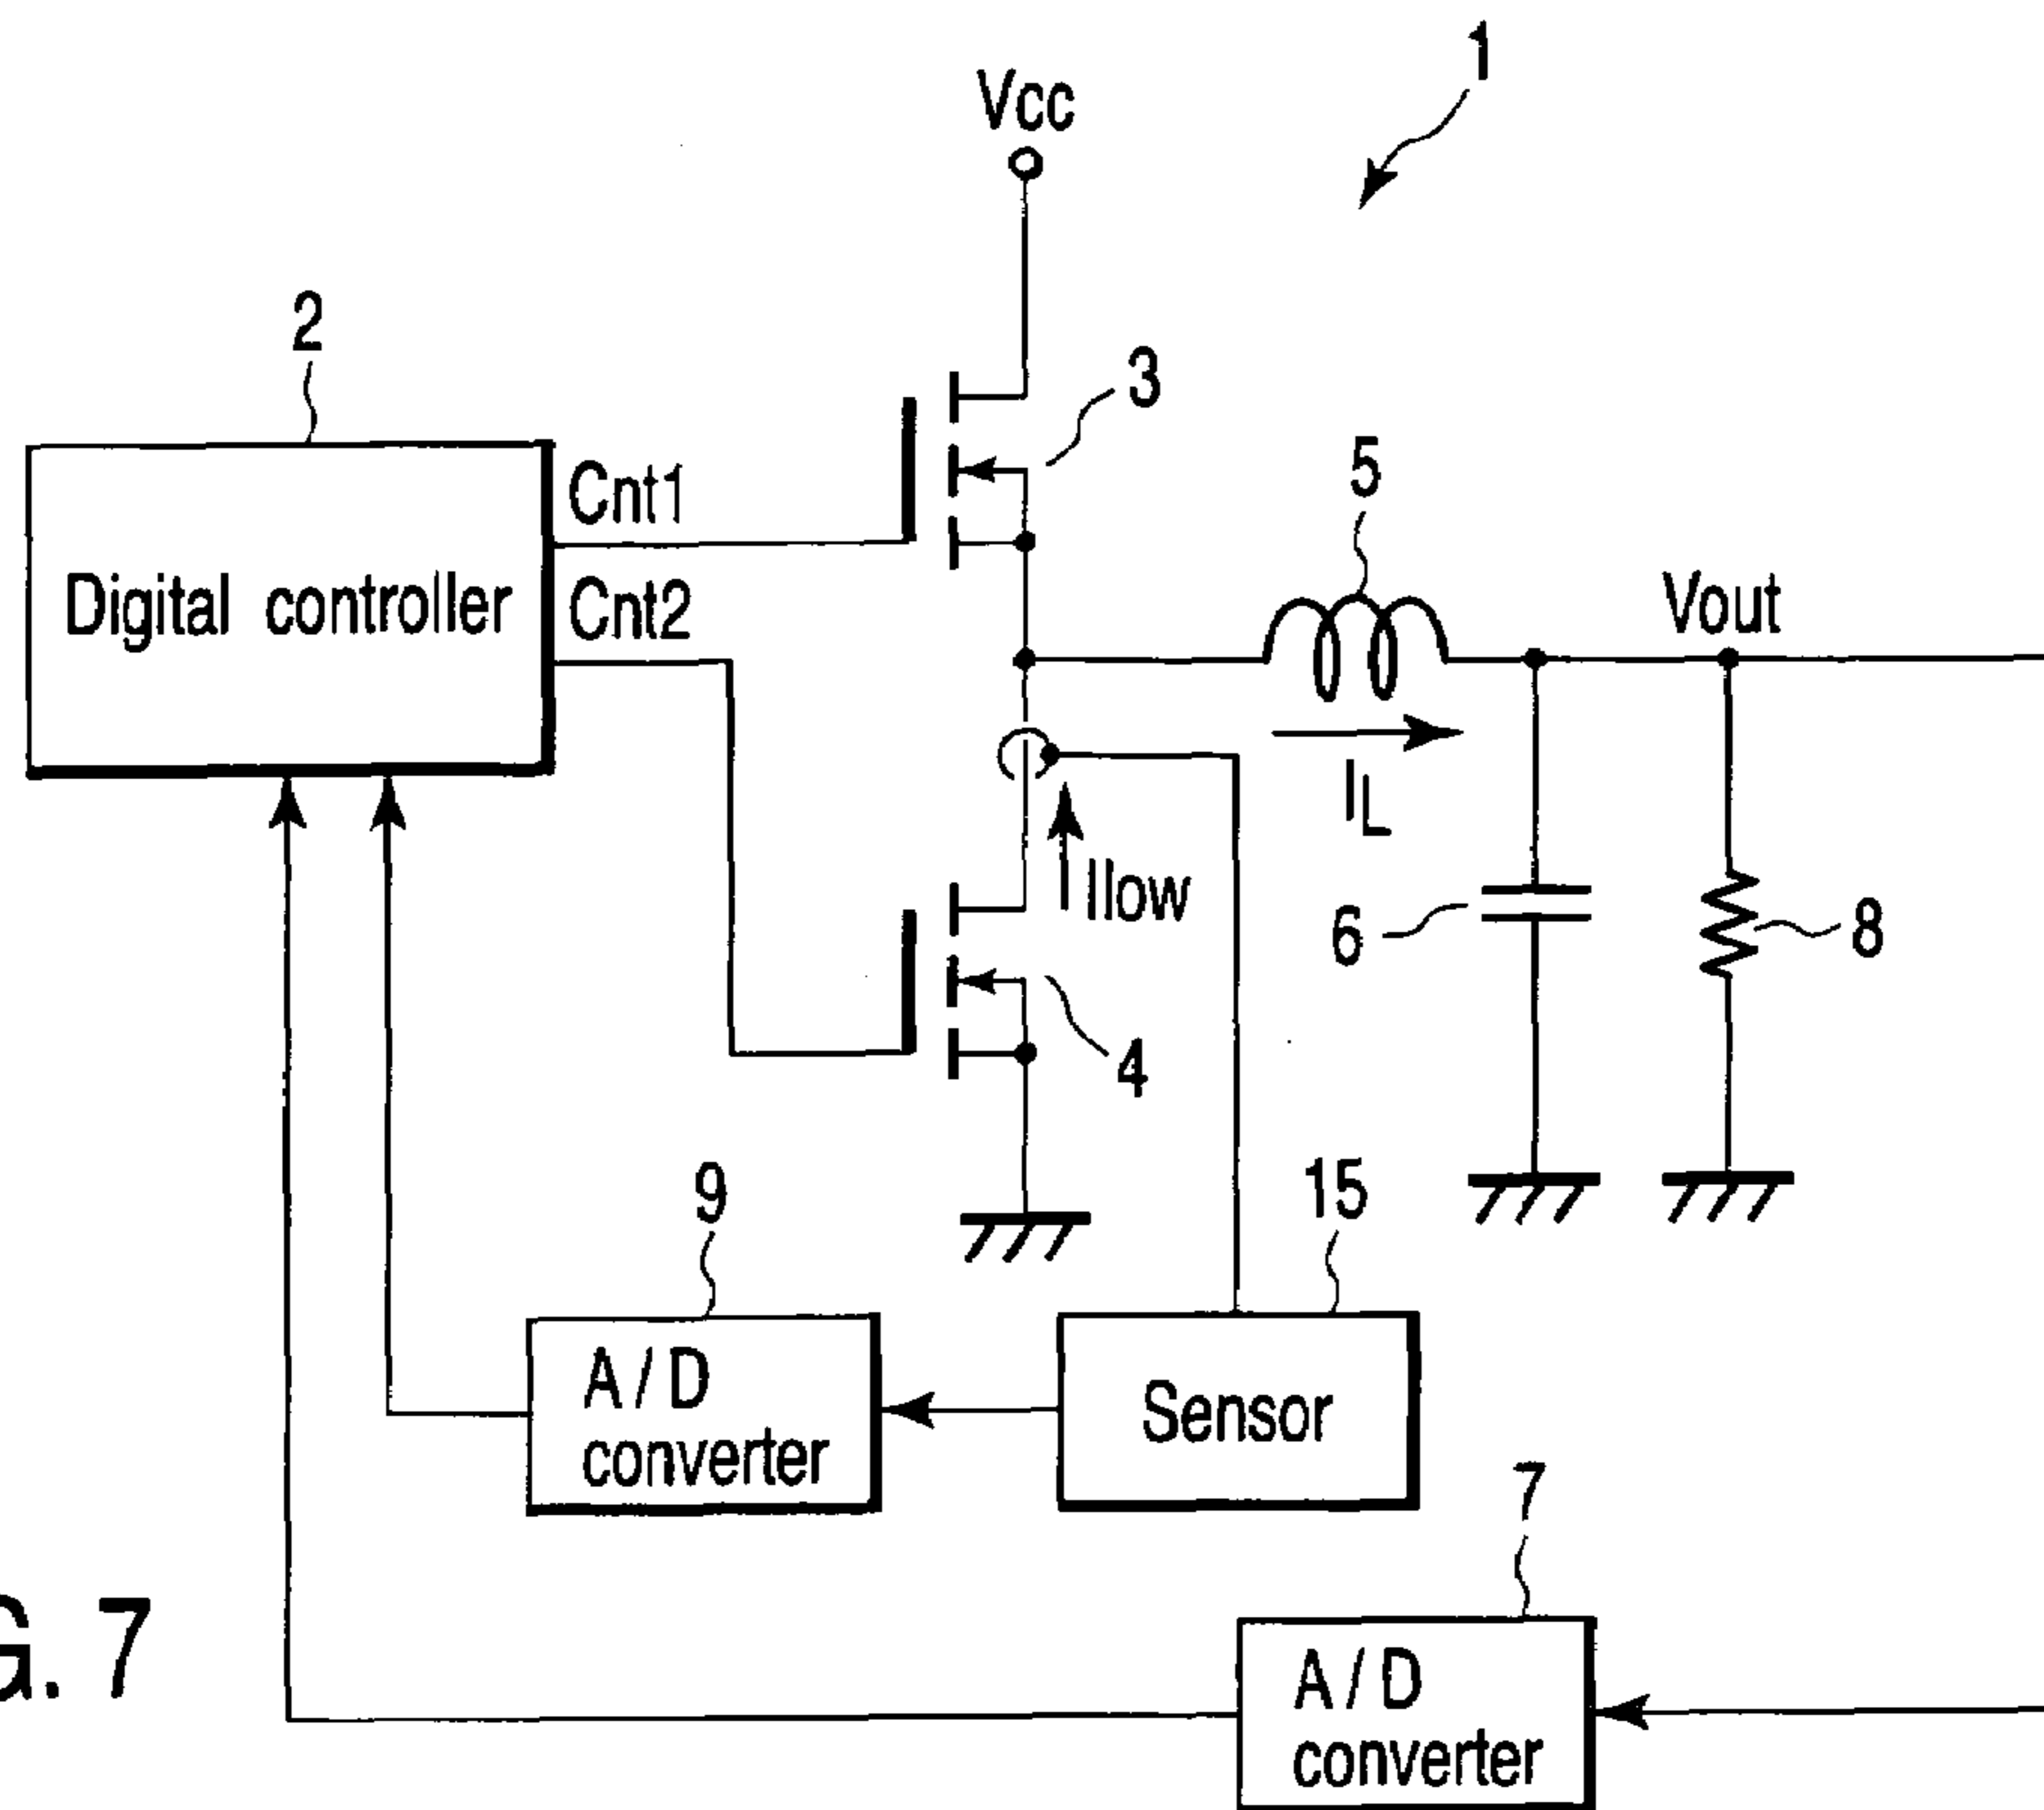 1
Vcc
2
3
Cnt1
5
Digital controller
Cnt2
Vout
IL
Ilow
6
8
4
9
15
A/D
converter
Sensor
7
G. 7
A/D
converter